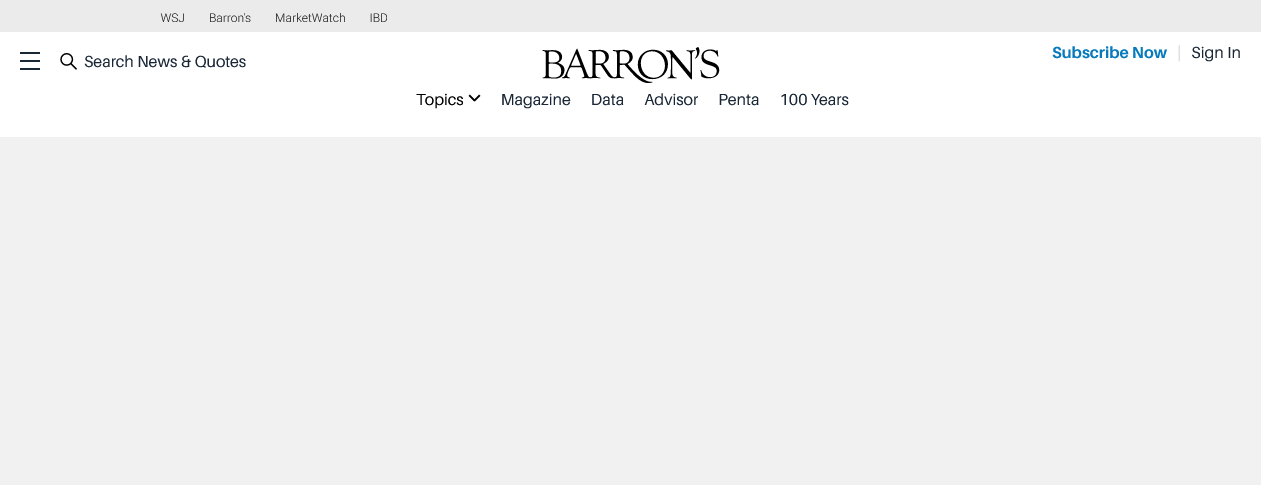 WSJ Barron's MarketWatch IBD
Search News & Quotes
BARRON'S
Subscribe Now | Sign In
Topics Magazine Data Advisor Penta 100 Years